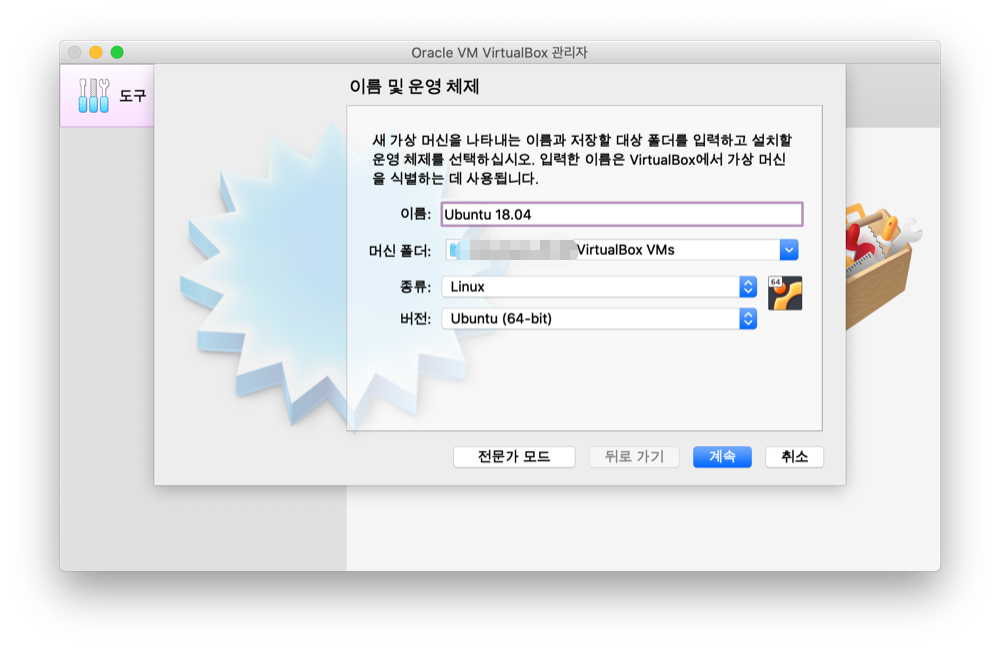 Oracle VM VirtualBox 관리자
도구
이름 및 운영 체제
새 가상 머신을 나타내는 이름과 저장할 대상 폴더를 입력하고 설치할
운영 체제를 선택하십시오. 입력한 이름은 VirtualBox에서 가상 머신
을 식별하는 데 사용됩니다.
이름: Ubuntu 18.04
머신 폴더: VirtualBox VMs
종류: Linux
64
버전: Ubuntu (64-bit)
전문가 모드 뒤로 가기 계속 취소